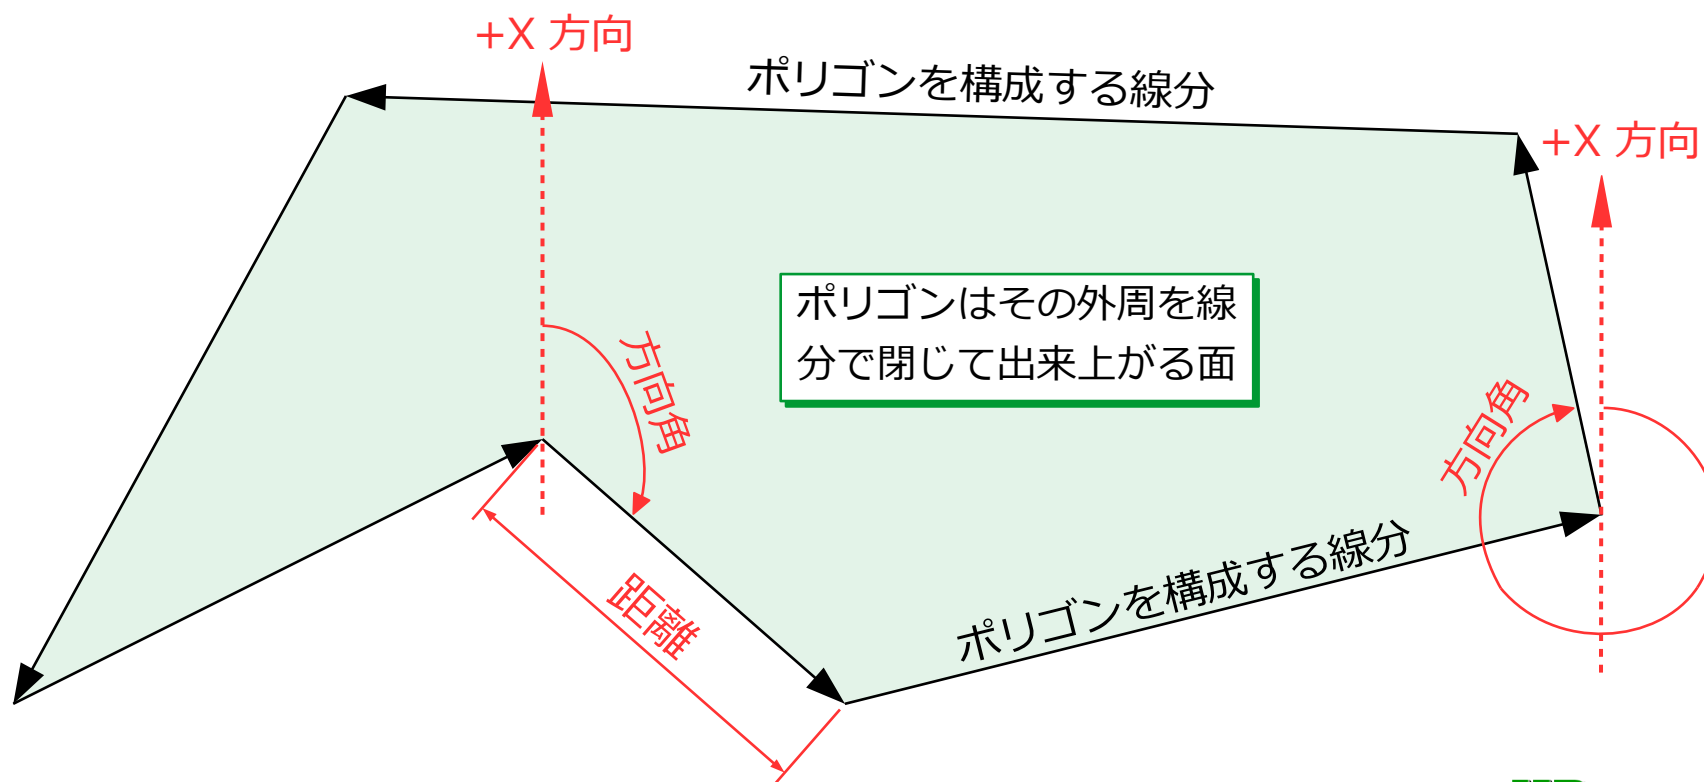 +X 方向
ポリゴンを構成する線分
+X 方向
ポリゴンはその外周を線
分で閉じて出来上がる面
方向角
方向角
ポリゴンを構成する線分
距離